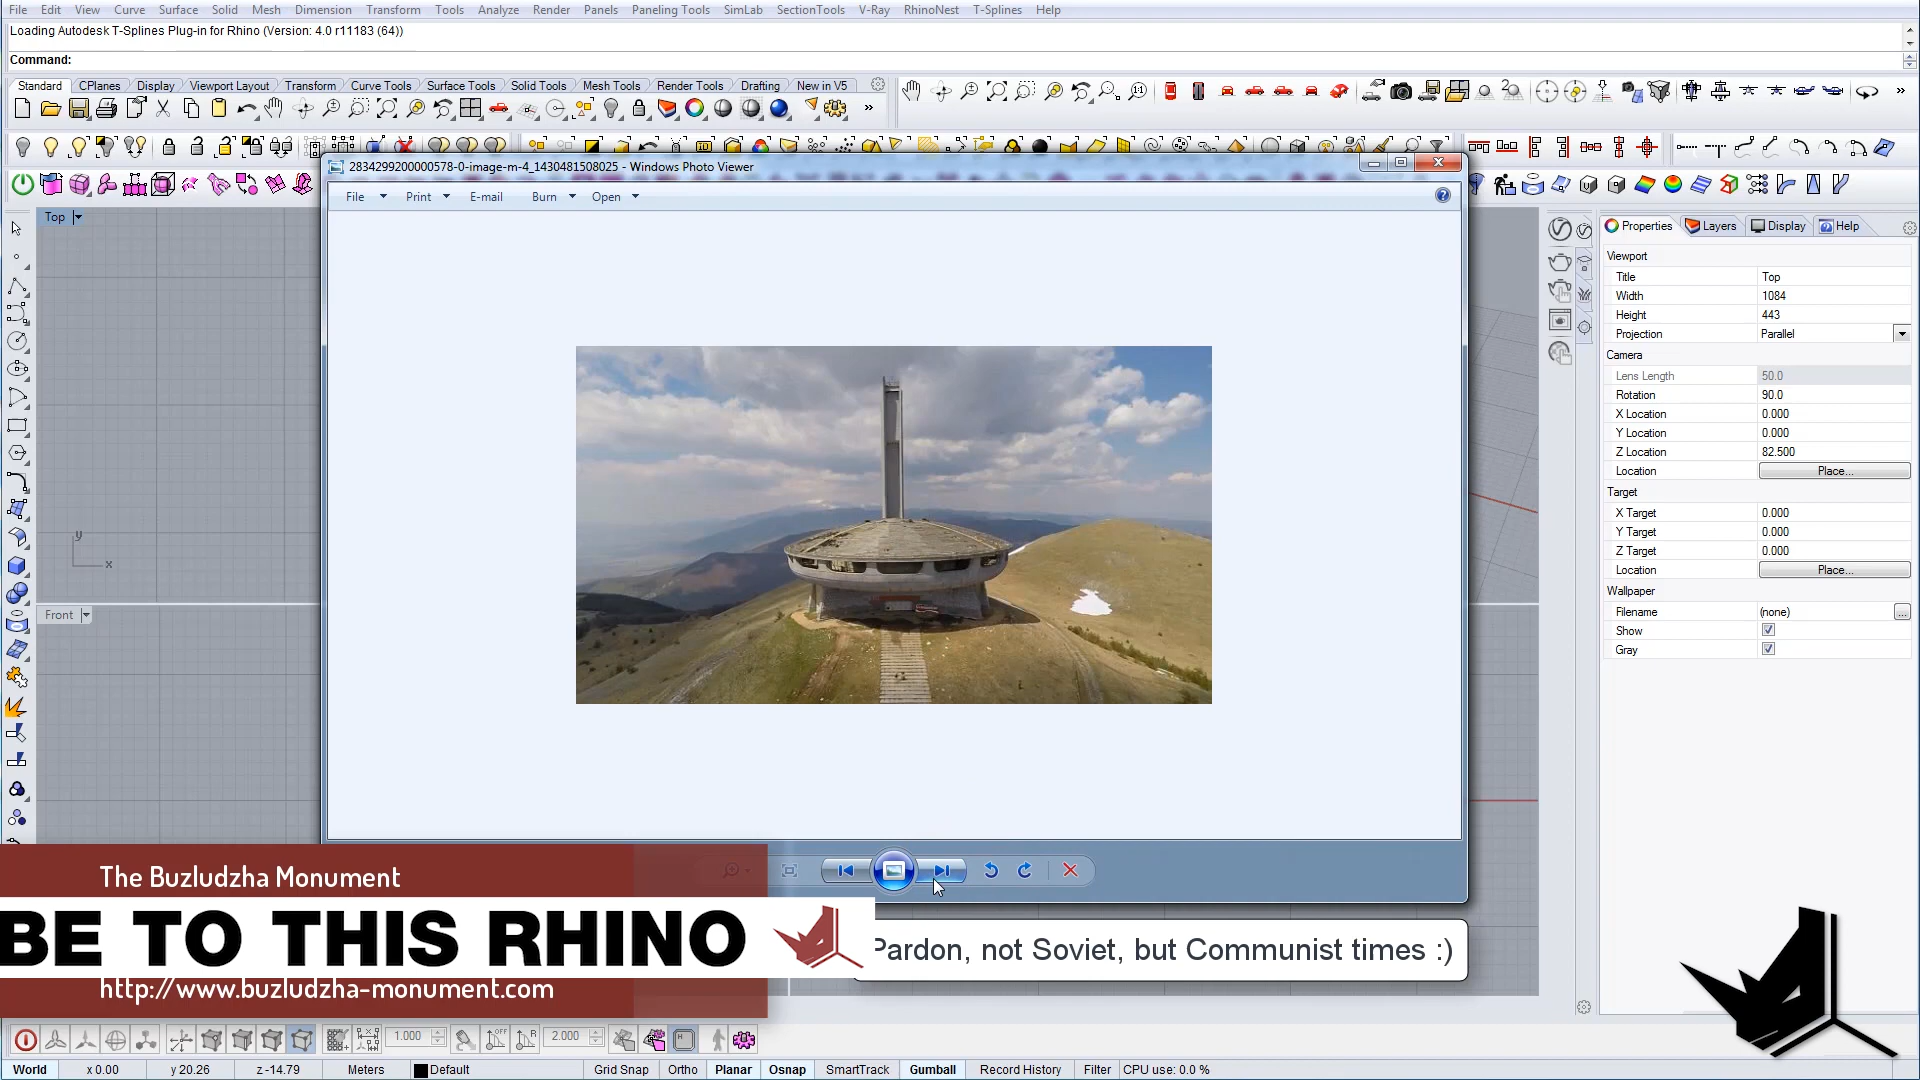 File Edit View Curve Surface Solid Mesh Dimension Transform Tools Analyze Render Panels Paneling Tools SimLab SectionTools V-Ray RhinoNest T-Splines Help
Loading Autodesk T-Splines Plug-in for Rhino (Version: 4.0 r11183 (64))
Command:
Standard CPlanes Display Viewport Layout Transform Curve Tools Surface Tools Solid Tools Mesh Tools Render Tools Drafting New in V5
2834299200000578-0-image-m-4_1430481508025 - Windows Photo Viewer
File Print E-mail Burn Open
Top
Front
y
x
Properties Layers Display Help
Viewport
Title Top
Width 1084
Height 443
Projection Parallel
Camera
Lens Length 50.0
Rotation 90.0
X Location 0.000
Y Location 0.000
Z Location 82.500
Location Place...
Target
X Target 0.000
Y Target 0.000
Z Target 0.000
Location Place...
Wallpaper
Filename (none) ...
Show
Gray
The Buzludzha Monument
BE TO THIS RHINO
http://www.buzludzha-monument.com
Pardon, not Soviet, but Communist times :)
1.000 2.000
World x 0.00 y 20.26 z -14.79 Meters Default Grid Snap Ortho Planar Osnap SmartTrack Gumball Record History Filter CPU use: 0.0 %